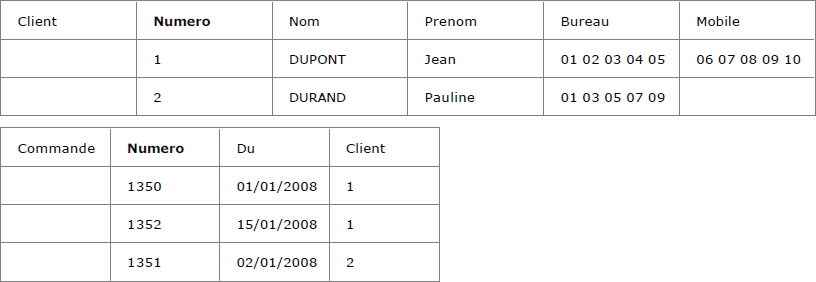 Client Numero Nom Prenom Bureau Mobile
1 DUPONT Jean 01 02 03 04 05 06 07 08 09 10
2 DURAND Pauline 01 03 05 07 09
Commande Numero Du Client
1350 01/01/2008 1
1352 15/01/2008 1
1351 02/01/2008 2